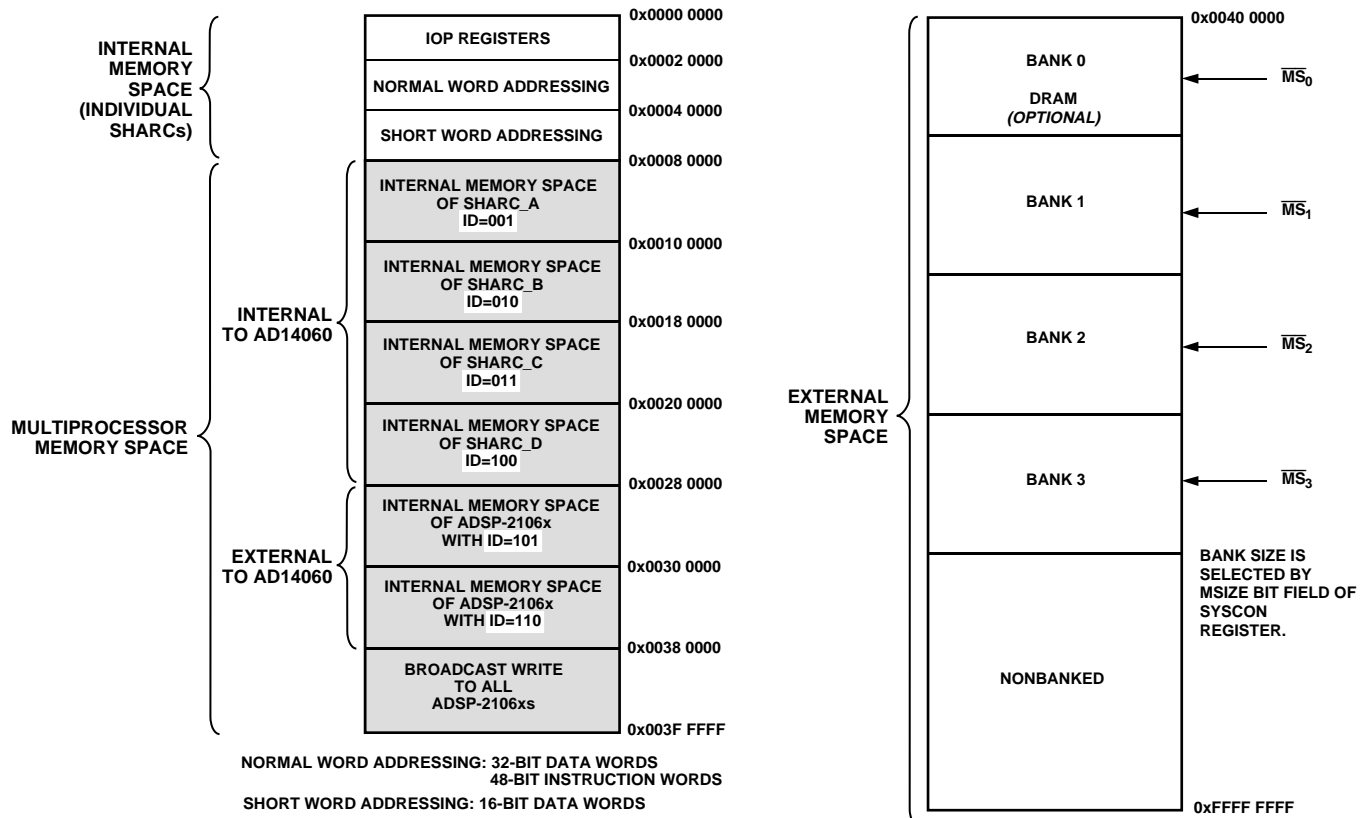 INTERNAL
MEMORY
SPACE
(INDIVIDUAL
SHARCs)
MULTIPROCESSOR
MEMORY SPACE
INTERNAL
TO AD14060
EXTERNAL
TO AD14060
0x0000 0000
IOP REGISTERS
0x0002 0000
NORMAL WORD ADDRESSING
0x0004 0000
SHORT WORD ADDRESSING
0x0008 0000
INTERNAL MEMORY SPACE
OF SHARC_A
ID=001
0x0010 0000
INTERNAL MEMORY SPACE
OF SHARC_B
ID=010
0x0018 0000
INTERNAL MEMORY SPACE
OF SHARC_C
ID=011
0x0020 0000
INTERNAL MEMORY SPACE
OF SHARC_D
ID=100
0x0028 0000
INTERNAL MEMORY SPACE
OF ADSP-2106x
WITH ID=101
0x0030 0000
INTERNAL MEMORY SPACE
OF ADSP-2106x
WITH ID=110
0x0038 0000
BROADCAST WRITE
TO ALL
ADSP-2106xs
0x003F FFFF
NORMAL WORD ADDRESSING: 32-BIT DATA WORDS
48-BIT INSTRUCTION WORDS
SHORT WORD ADDRESSING: 16-BIT DATA WORDS
EXTERNAL
MEMORY
SPACE
0x0040 0000
BANK 0
DRAM
(OPTIONAL)
MS0
BANK 1
MS1
BANK 2
MS2
BANK 3
MS3
BANK SIZE IS
SELECTED BY
MSIZE BIT FIELD OF
SYSCON
REGISTER.
NONBANKED
0xFFFF FFFF